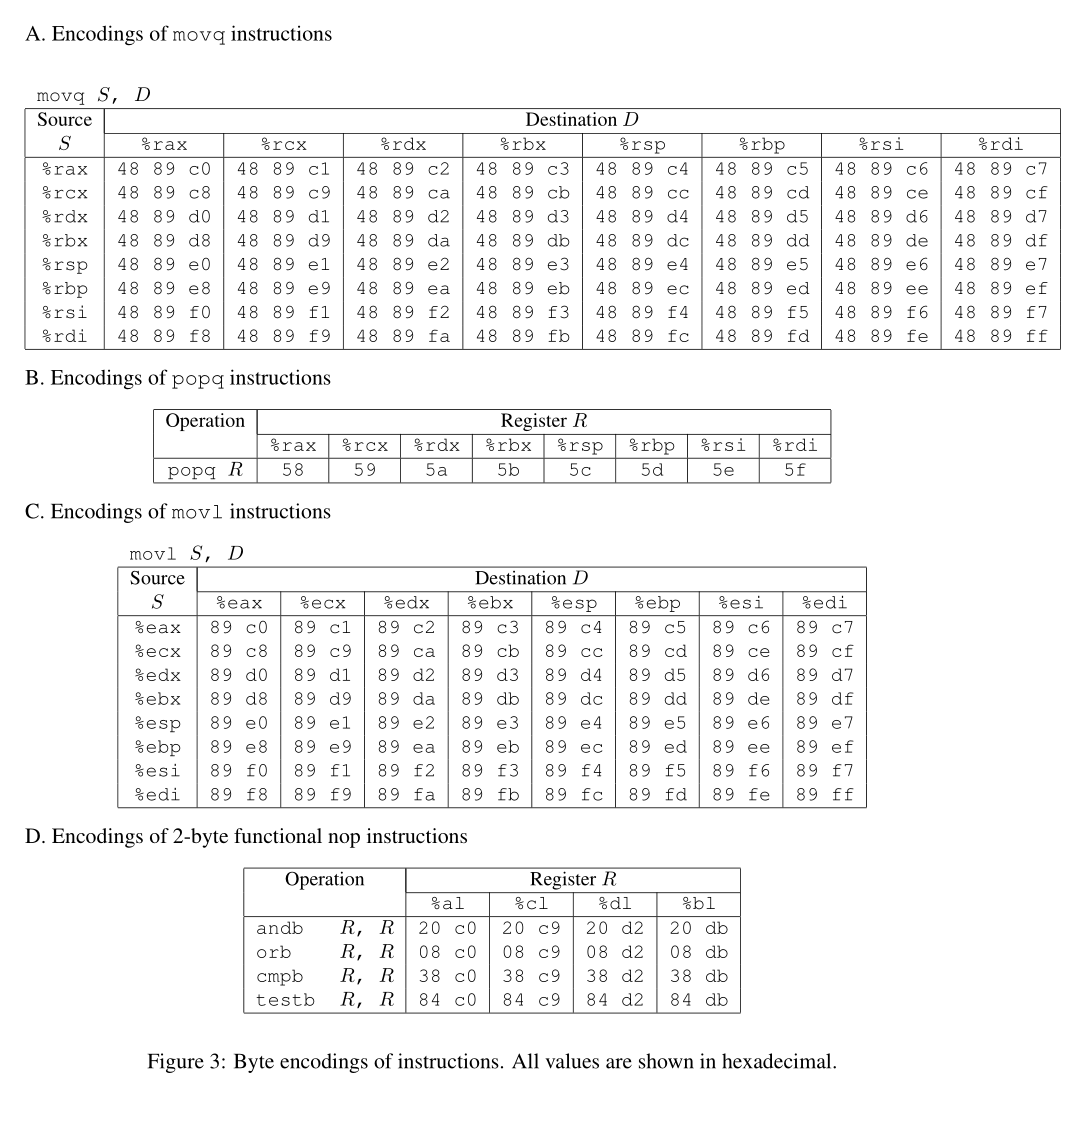 A. Encodings of movq instructions
movq S, D
Source Destination D
S %rax %rcx %rdx %rbx %rsp %rbp %rsi %rdi
%rax 48 89 c0 48 89 c1 48 89 c2 48 89 c3 48 89 c4 48 89 c5 48 89 c6 48 89 c7
%rcx 48 89 c8 48 89 c9 48 89 ca 48 89 cb 48 89 cc 48 89 cd 48 89 ce 48 89 cf
%rdx 48 89 d0 48 89 d1 48 89 d2 48 89 d3 48 89 d4 48 89 d5 48 89 d6 48 89 d7
%rbx 48 89 d8 48 89 d9 48 89 da 48 89 db 48 89 dc 48 89 dd 48 89 de 48 89 df
%rsp 48 89 e0 48 89 e1 48 89 e2 48 89 e3 48 89 e4 48 89 e5 48 89 e6 48 89 e7
%rbp 48 89 e8 48 89 e9 48 89 ea 48 89 eb 48 89 ec 48 89 ed 48 89 ee 48 89 ef
%rsi 48 89 f0 48 89 f1 48 89 f2 48 89 f3 48 89 f4 48 89 f5 48 89 f6 48 89 f7
%rdi 48 89 f8 48 89 f9 48 89 fa 48 89 fb 48 89 fc 48 89 fd 48 89 fe 48 89 ff
B. Encodings of popq instructions
Operation Register R
%rax %rcx %rdx %rbx %rsp %rbp %rsi %rdi
popq R 58 59 5a 5b 5c 5d 5e 5f
C. Encodings of movl instructions
movl S, D
Source Destination D
S %eax %ecx %edx %ebx %esp %ebp %esi %edi
%eax 89 c0 89 c1 89 c2 89 c3 89 c4 89 c5 89 c6 89 c7
%ecx 89 c8 89 c9 89 ca 89 cb 89 cc 89 cd 89 ce 89 cf
%edx 89 d0 89 d1 89 d2 89 d3 89 d4 89 d5 89 d6 89 d7
%ebx 89 d8 89 d9 89 da 89 db 89 dc 89 dd 89 de 89 df
%esp 89 e0 89 e1 89 e2 89 e3 89 e4 89 e5 89 e6 89 e7
%ebp 89 e8 89 e9 89 ea 89 eb 89 ec 89 ed 89 ee 89 ef
%esi 89 f0 89 f1 89 f2 89 f3 89 f4 89 f5 89 f6 89 f7
%edi 89 f8 89 f9 89 fa 89 fb 89 fc 89 fd 89 fe 89 ff
D. Encodings of 2-byte functional nop instructions
Operation Register R
%al %cl %dl %bl
andb R, R 20 c0 20 c9 20 d2 20 db
orb R, R 08 c0 08 c9 08 d2 08 db
cmpb R, R 38 c0 38 c9 38 d2 38 db
testb R, R 84 c0 84 c9 84 d2 84 db
Figure 3: Byte encodings of instructions. All values are shown in hexadecimal.